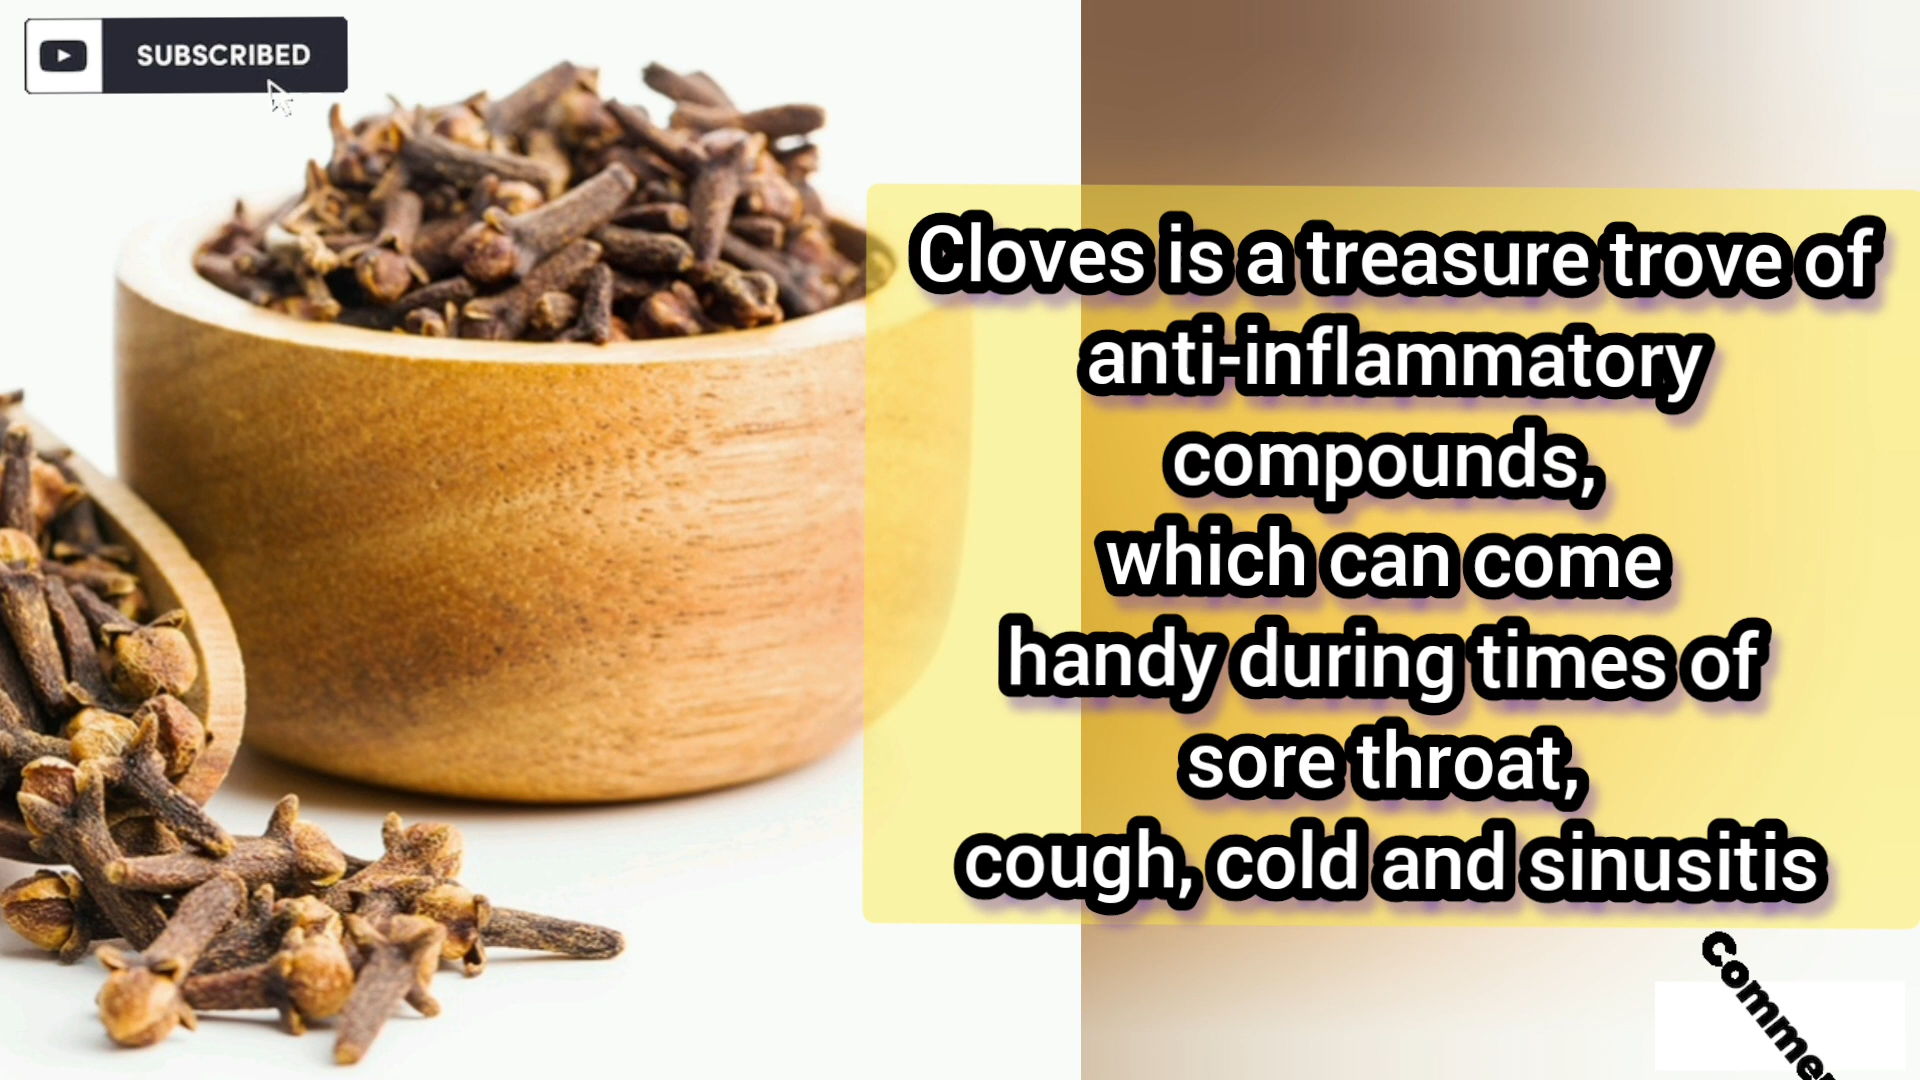 SUBSCRIBED
Cloves is a treasure trove of
anti-inflammatory
compounds,
which can come
handy during times of
sore throat,
cough, cold and sinusitis